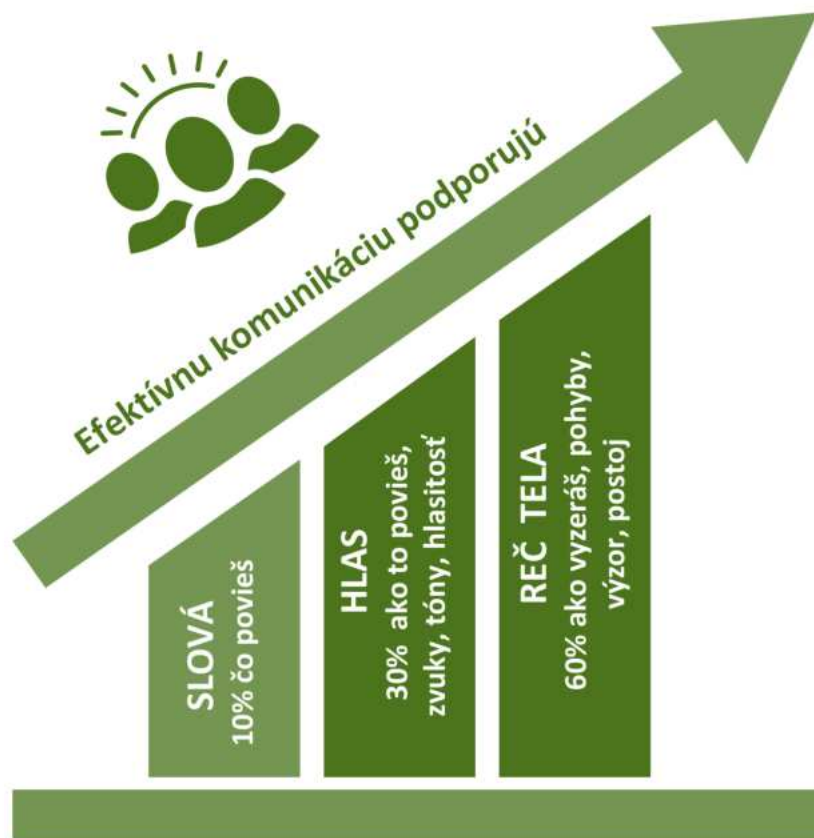 Efektívnu komunikáciu podporujú
SLOVÁ
10% čo povieš
HLAS
30% ako to povieš,
zvuky, tóny, hlasitosť
REČ TELA
60% ako vyzeráš, pohyby,
výzor, postoj